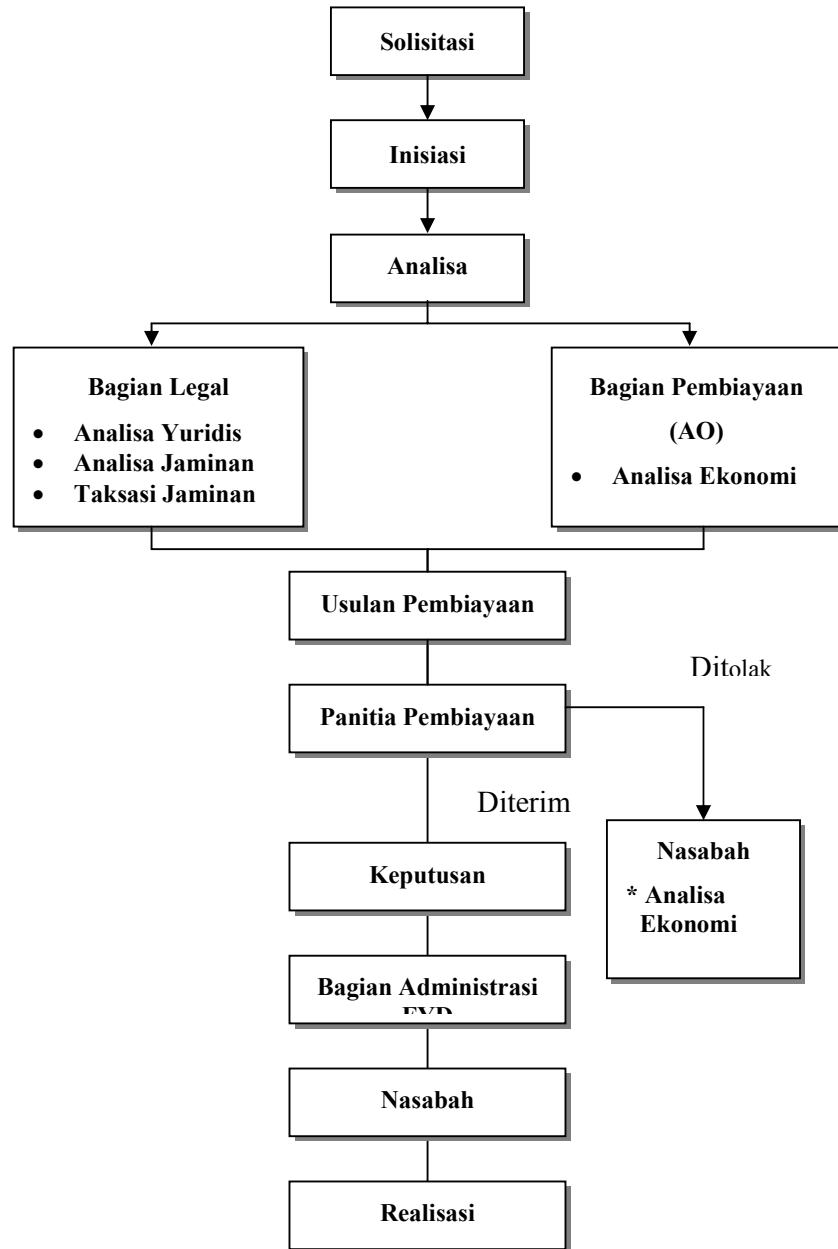 Solisitasi
Inisiasi
Analisa
Bagian Legal
• Analisa Yuridis
• Analisa Jaminan
• Taksasi Jaminan
Bagian Pembiayaan
(AO)
• Analisa Ekonomi
Usulan Pembiayaan
Ditolak
Panitia Pembiayaan
Diterim
Nasabah
* Analisa
Ekonomi
Keputusan
Bagian Administrasi
Nasabah
Realisasi